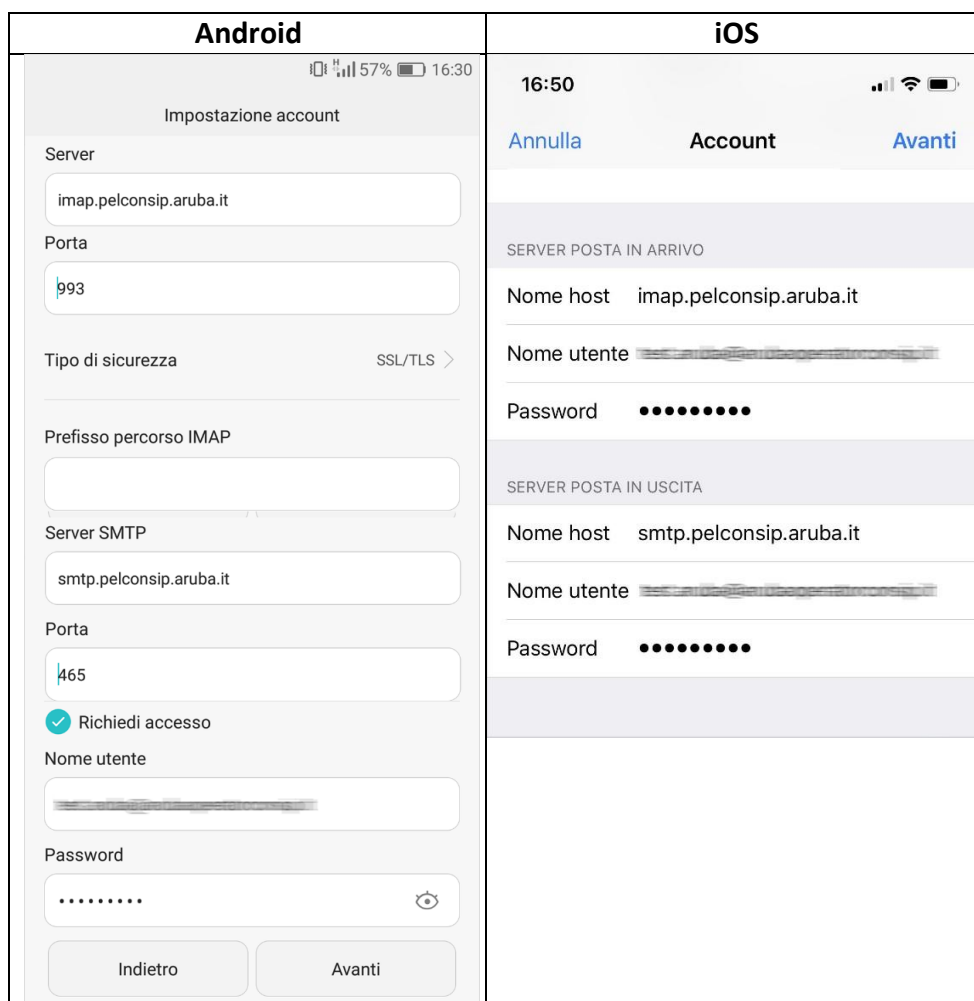 Android
57% 16:30
Impostazione account
Server
imap.pelconsip.aruba.it
Porta
993
Tipo di sicurezza SSL/TLS
Prefisso percorso IMAP
Server SMTP
smtp.pelconsip.aruba.it
Porta
465
Richiedi accesso
Nome utente
Password
•••••••••
Indietro Avanti
iOS
16:50
Annulla Account Avanti
SERVER POSTA IN ARRIVO
Nome host imap.pelconsip.aruba.it
Nome utente
Password •••••••••
SERVER POSTA IN USCITA
Nome host smtp.pelconsip.aruba.it
Nome utente
Password •••••••••